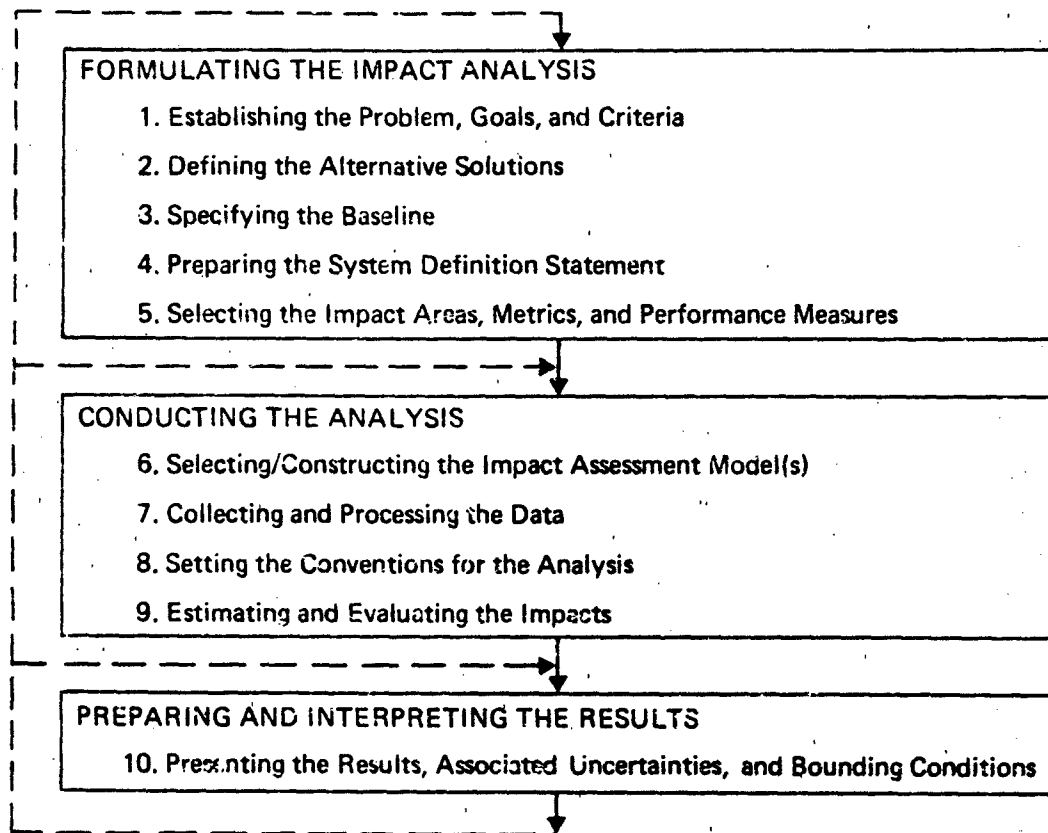 FORMULATING THE IMPACT ANALYSIS
1. Establishing the Problem, Goals, and Criteria
2. Defining the Alternative Solutions
3. Specifying the Baseline
4. Preparing the System Definition Statement
5. Selecting the Impact Areas, Metrics, and Performance Measures
CONDUCTING THE ANALYSIS
6. Selecting/Constructing the Impact Assessment Model(s)
7. Collecting and Processing the Data
8. Setting the Conventions for the Analysis
9. Estimating and Evaluating the Impacts
PREPARING AND INTERPRETING THE RESULTS
10. Presenting the Results, Associated Uncertainties, and Bounding Conditions